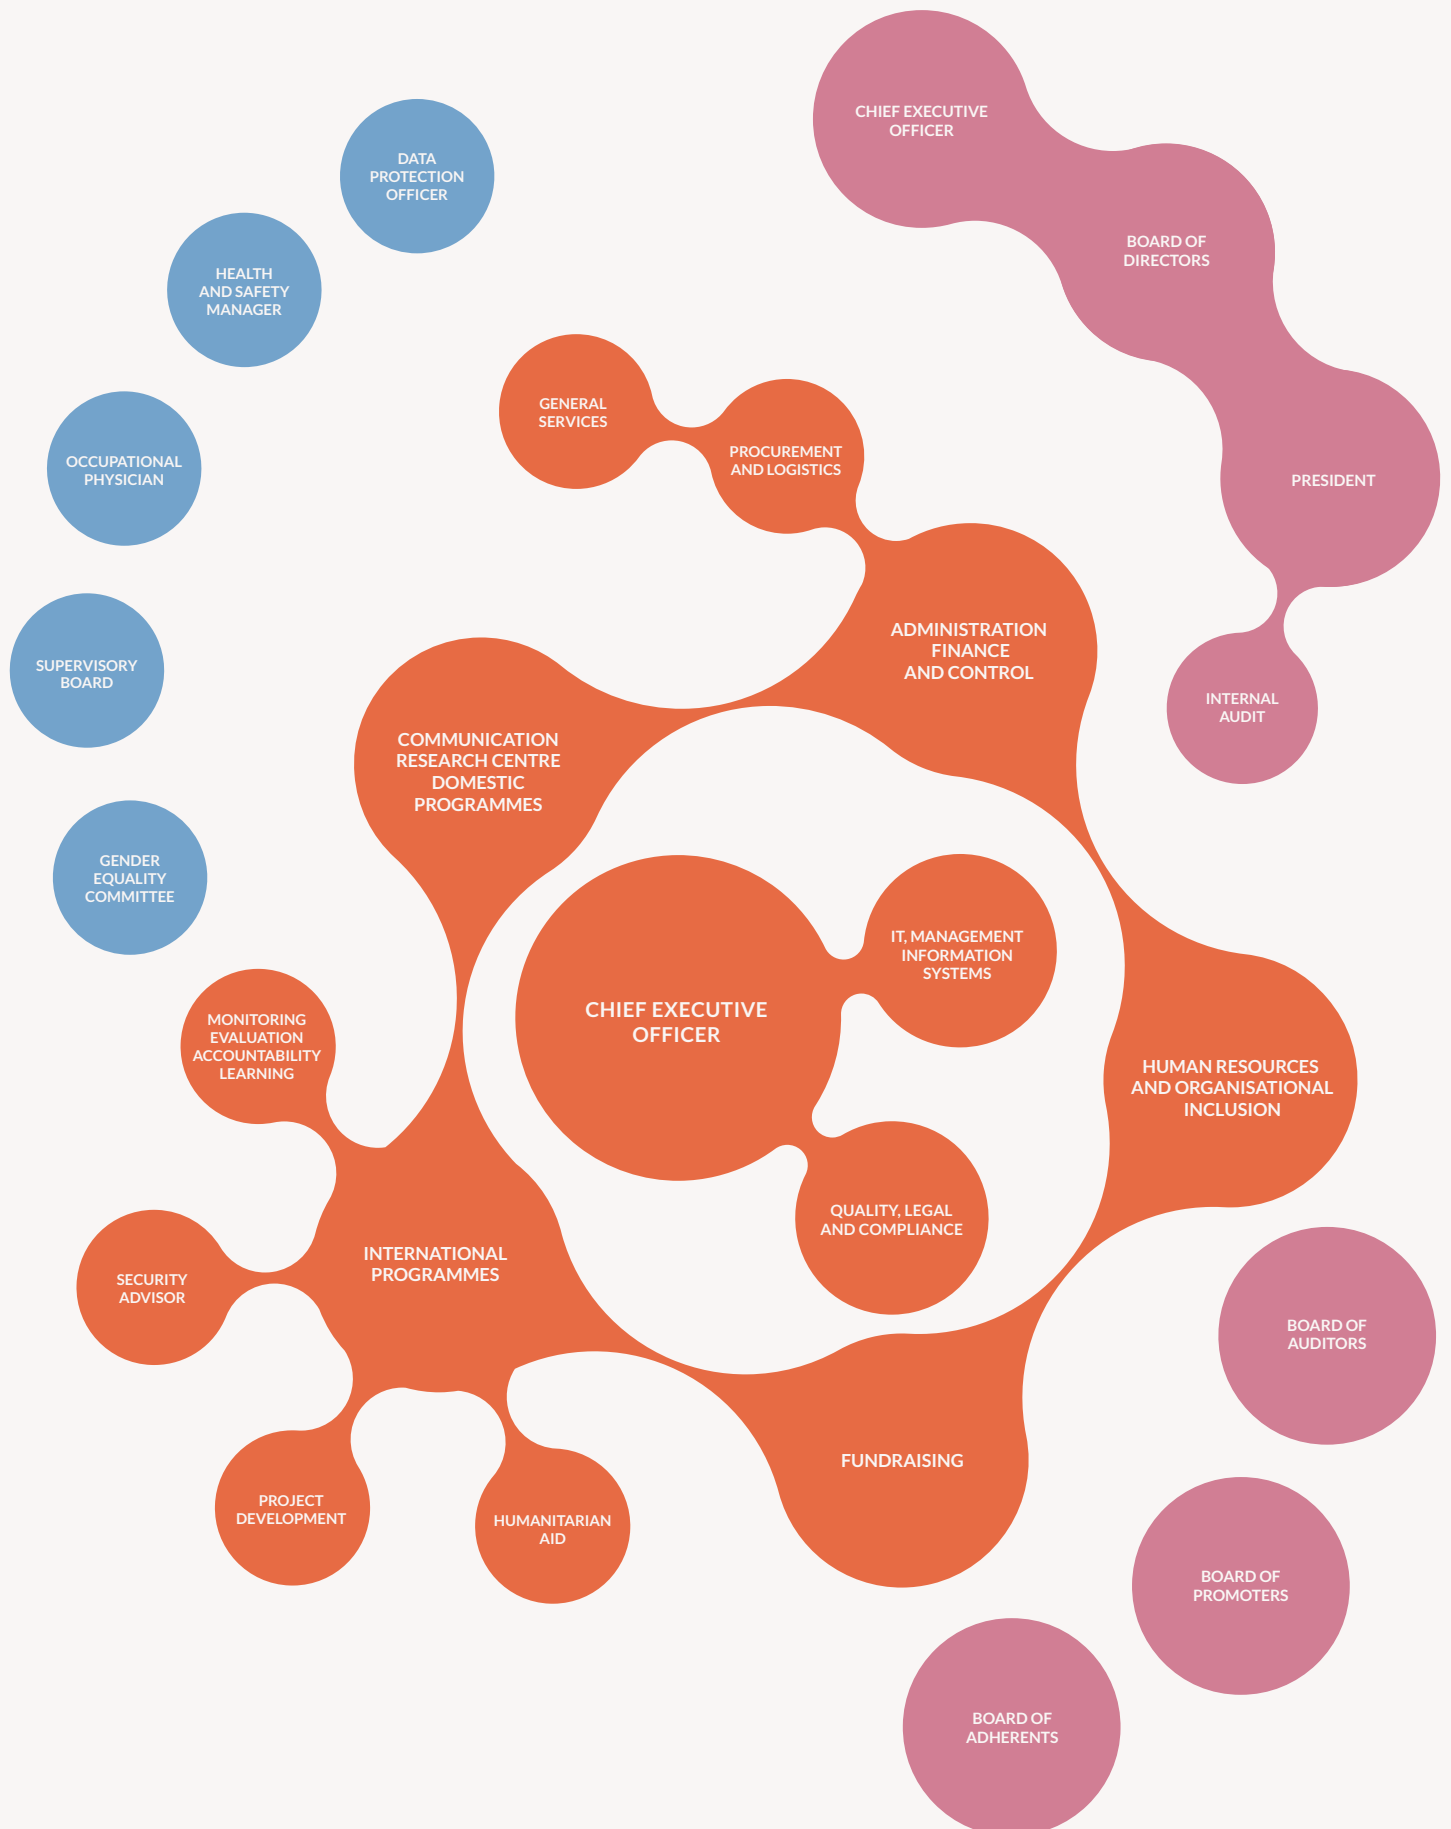 CHIEF EXECUTIVE
OFFICER
DATA
PROTECTION
OFFICER
BOARD OF
DIRECTORS
HEALTH
AND SAFETY
MANAGER
GENERAL
SERVICES
PROCUREMENT
AND LOGISTICS
OCCUPATIONAL
PHYSICIAN
PRESIDENT
ADMINISTRATION
FINANCE
AND CONTROL
SUPERVISORY
BOARD
INTERNAL
AUDIT
COMMUNICATION
RESEARCH CENTRE
DOMESTIC
PROGRAMMES
GENDER
EQUALITY
COMMITTEE
IT, MANAGEMENT
INFORMATION
SYSTEMS
CHIEF EXECUTIVE
OFFICER
MONITORING
EVALUATION
ACCOUNTABILITY
LEARNING
HUMAN RESOURCES
AND ORGANISATIONAL
INCLUSION
QUALITY, LEGAL
AND COMPLIANCE
INTERNATIONAL
PROGRAMMES
SECURITY
ADVISOR
BOARD OF
AUDITORS
FUNDRAISING
PROJECT
DEVELOPMENT
HUMANITARIAN
AID
BOARD OF
PROMOTERS
BOARD OF
ADHERENTS